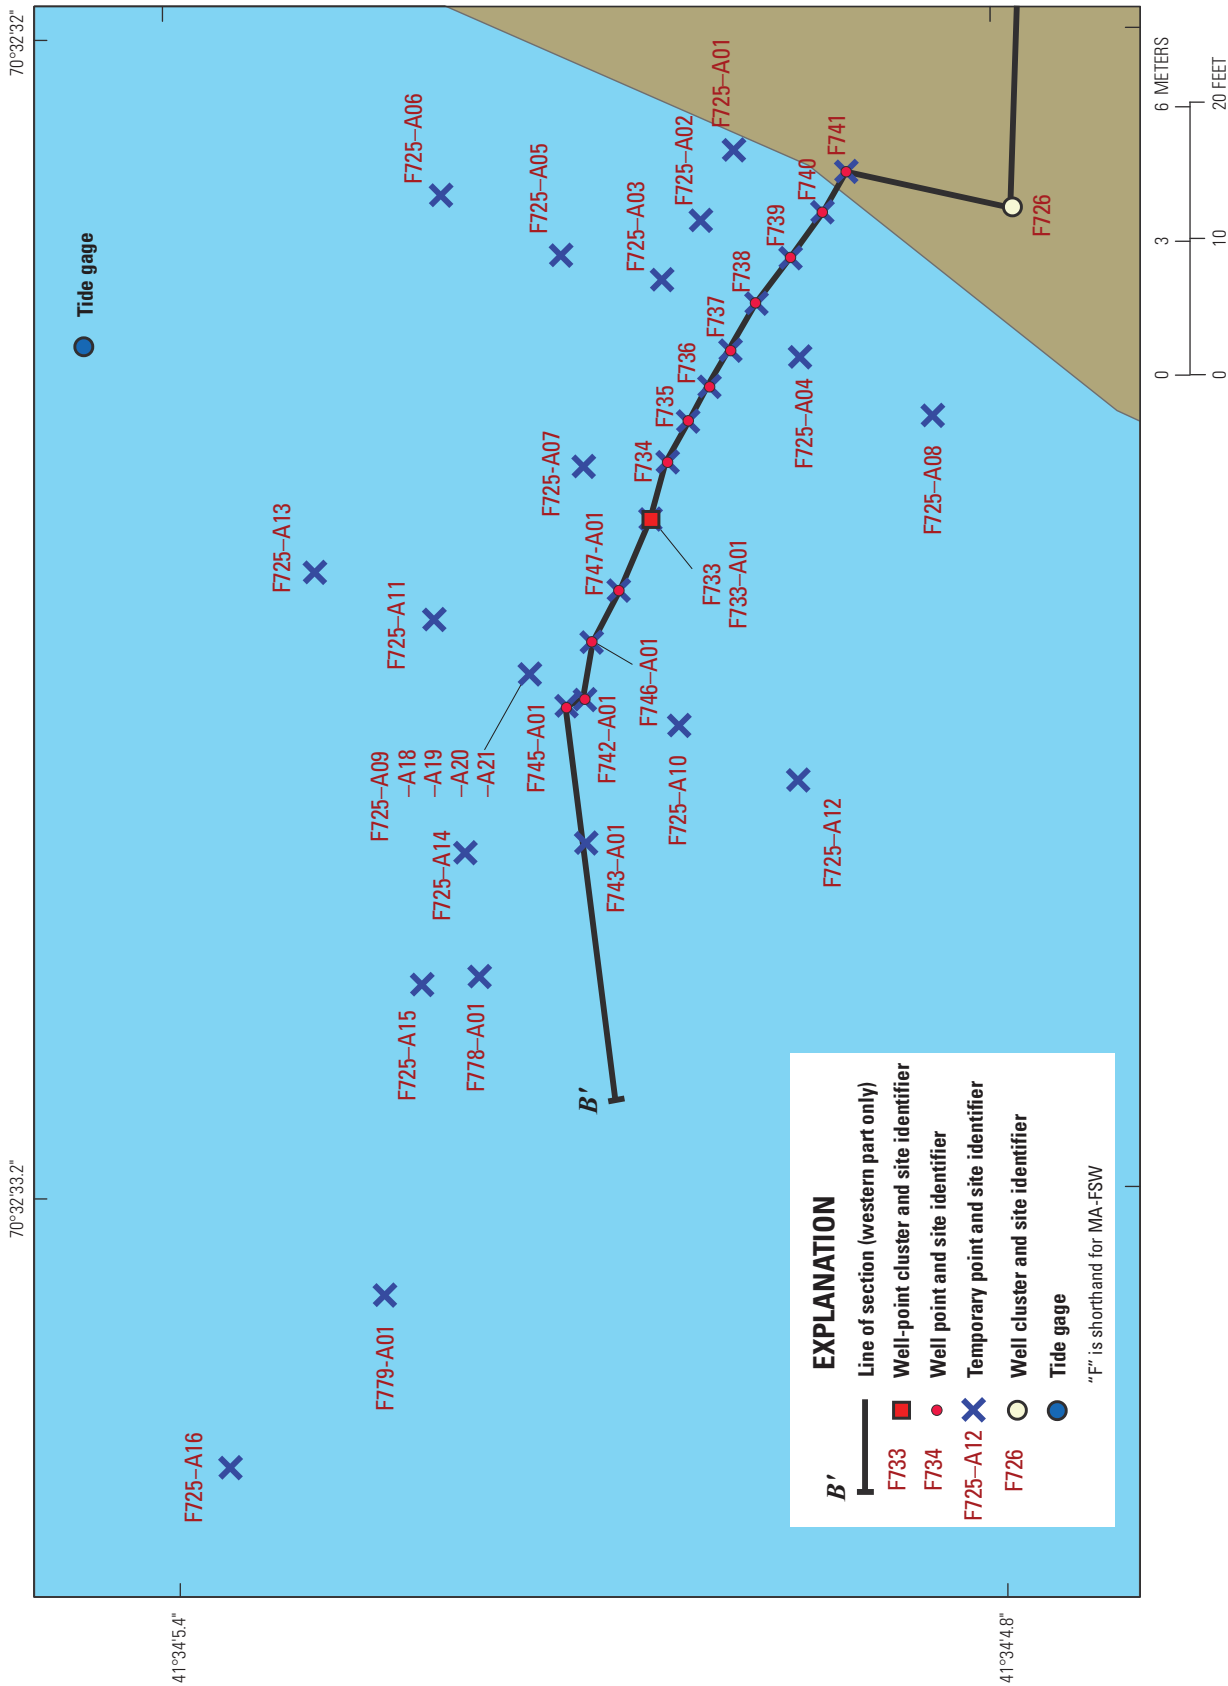 70°32'33.2"
70°32'32"
41°34'5.4"
41°34'4.8"
Tide gage
F725–A16
F779-A01
F725–A15
F778–A01
F725–A14
F725–A09
–A18
–A19
–A20
–A21
F725–A11
F725–A13
F725–A06
F725–A05
F725–A03
F725–A02
F725–A01
F725-A07
B'
F743–A01
F745–A01
F742–A01
F746–A01
F747-A01
F733
F733–A01
F734
F735
F736
F737
F738
F739
F740
F741
F726
F725–A10
F725–A12
F725–A04
F725–A08
EXPLANATION
B'
Line of section (western part only)
F733
Well-point cluster and site identifier
F734
Well point and site identifier
F725–A12
Temporary point and site identifier
F726
Well cluster and site identifier
Tide gage
"F" is shorthand for MA-FSW
0 3 6 METERS
0 10 20 FEET